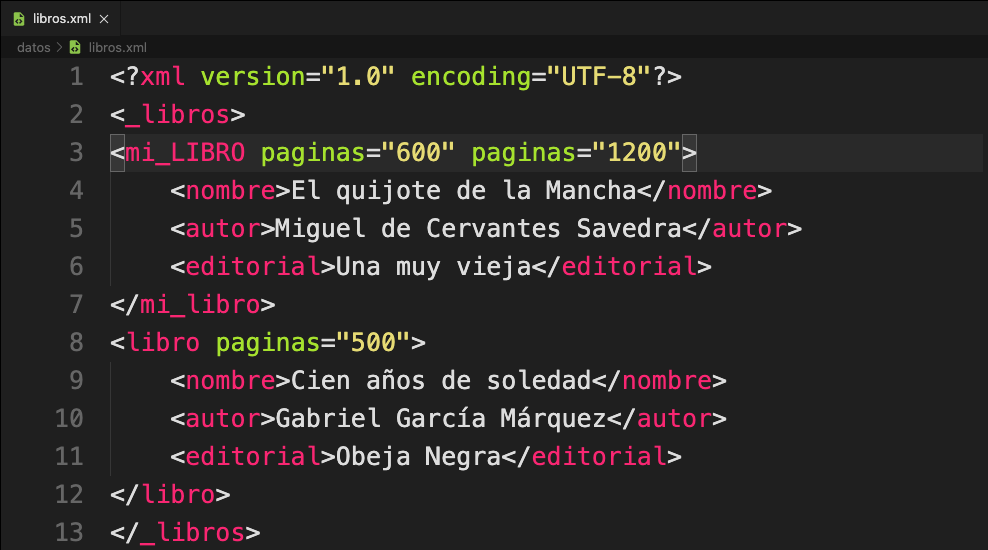 libros.xml ×
datos > libros.xml
1 <?xml version="1.0" encoding="UTF-8"?>
2 <_libros>
3 <mi_LIBRO paginas="600" paginas="1200">
4     <nombre>El quijote de la Mancha</nombre>
5     <autor>Miguel de Cervantes Savedra</autor>
6     <editorial>Una muy vieja</editorial>
7 </mi_libro>
8 <libro paginas="500">
9     <nombre>Cien años de soledad</nombre>
10     <autor>Gabriel García Márquez</autor>
11     <editorial>Obeja Negra</editorial>
12 </libro>
13 </_libros>